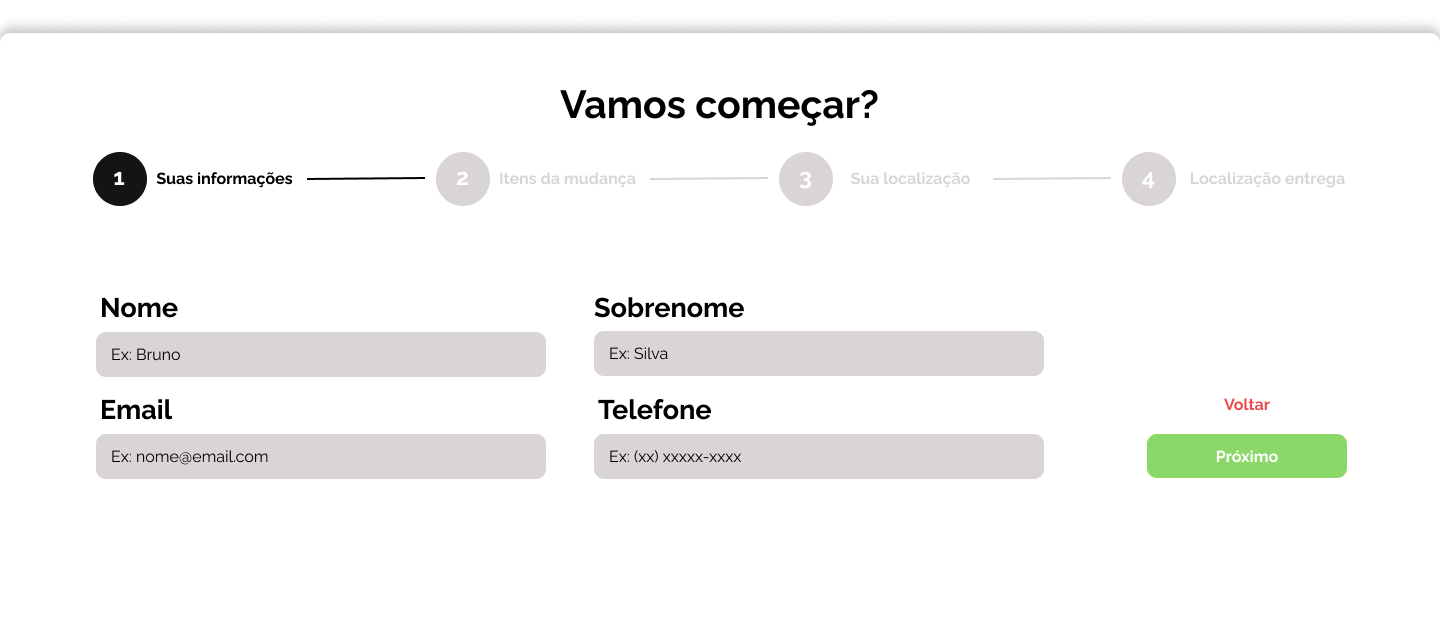 Vamos começar?
1 Suas informações 2 Itens da mudança 3 Sua localização 4 Localização entrega
Nome Sobrenome
Ex: Bruno Ex: Silva
Email Telefone Voltar
Ex: nome@email.com Ex: (xx) xxxxx-xxxx Próximo